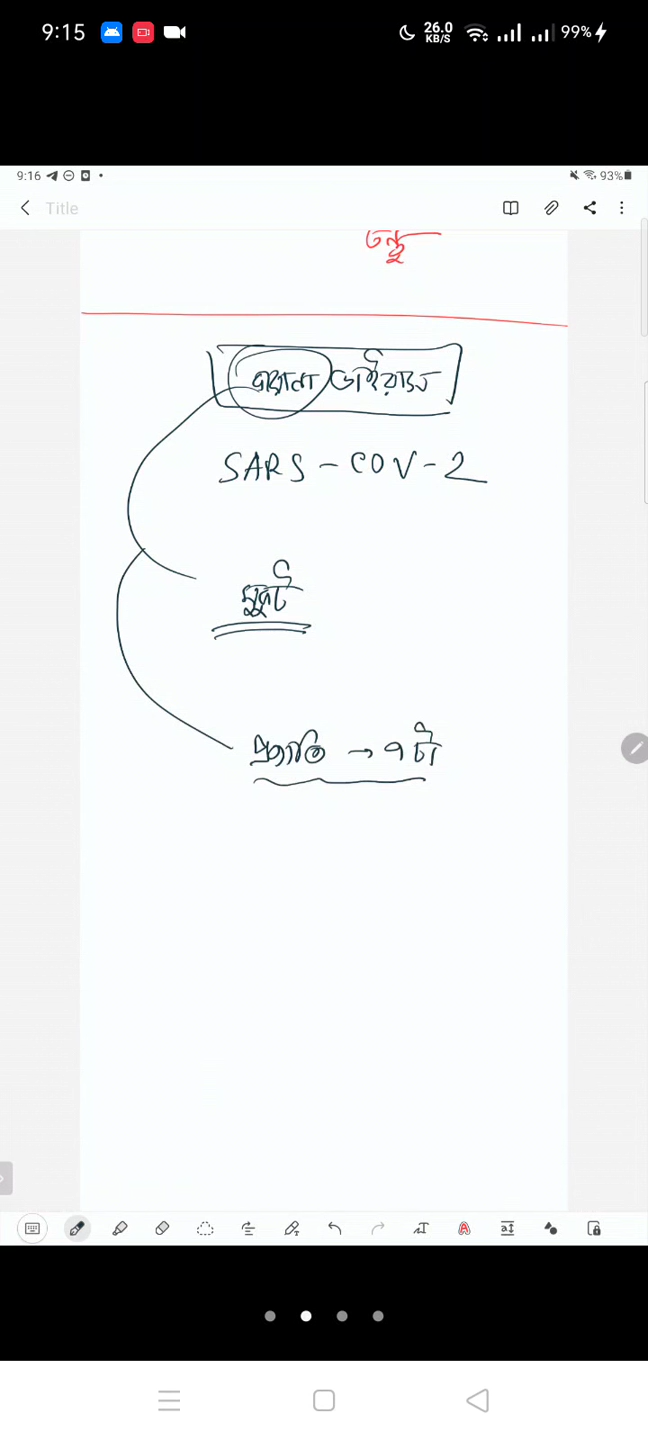 9:15
26.0 KB/S
99%
9:16
93%
Title
করোনা ভাইরাস
SARS - COV - 2
মুকুট
প্রজাতি → ৭টা